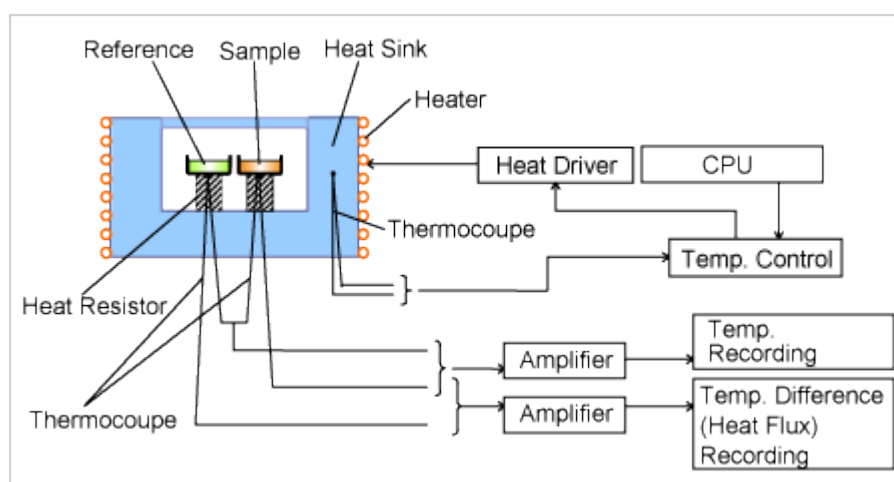 Reference
Sample
Heat Sink
Heater
Heat Driver
CPU
Thermocoupe
Temp. Control
Heat Resistor
Temp.
Recording
Amplifier
Thermocoupe
Amplifier
Temp. Difference
(Heat Flux)
Recording